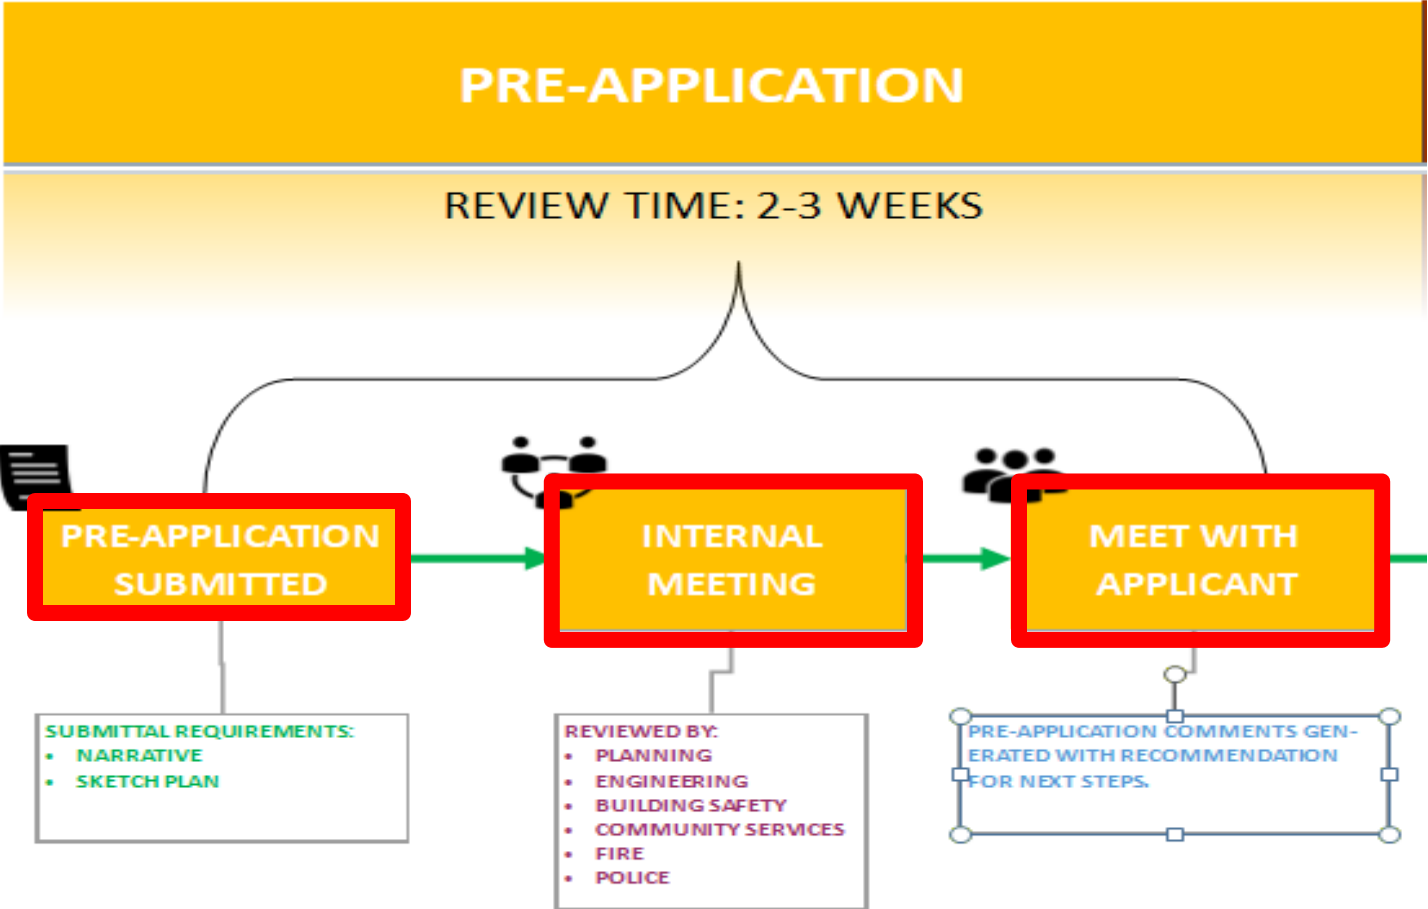 PRE-APPLICATION
REVIEW TIME: 2-3 WEEKS
PRE-APPLICATION
SUBMITTED
INTERNAL
MEETING
MEET WITH
APPLICANT
SUBMITTAL REQUIREMENTS:
• NARRATIVE
• SKETCH PLAN
REVIEWED BY:
• PLANNING
• ENGINEERING
• BUILDING SAFETY
• COMMUNITY SERVICES
• FIRE
• POLICE
PRE-APPLICATION COMMENTS GEN-
ERATED WITH RECOMMENDATION
FOR NEXT STEPS.